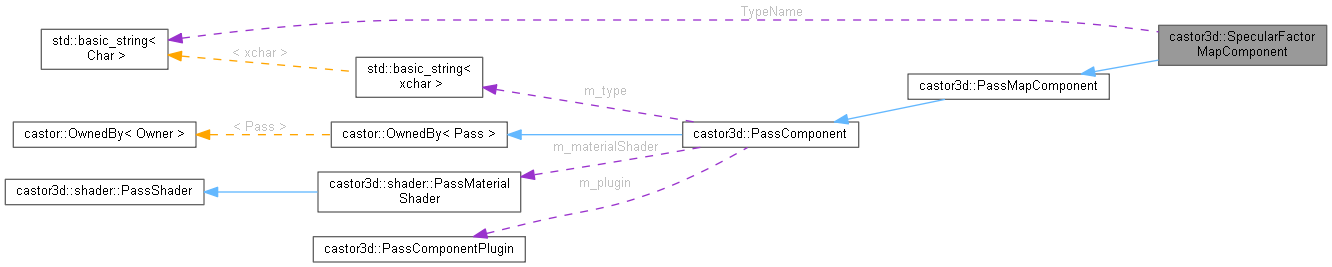 TypeName
castor3d::SpecularFactor
MapComponent
std::basic_string<
Char >
< xchar >
std::basic_string<
xchar >
castor3d::PassMapComponent
m_type
castor::OwnedBy< Owner >
< Pass >
castor::OwnedBy< Pass >
castor3d::PassComponent
m_materialShader
castor3d::shader::PassShader
castor3d::shader::PassMaterial
Shader
m_plugin
castor3d::PassComponentPlugin